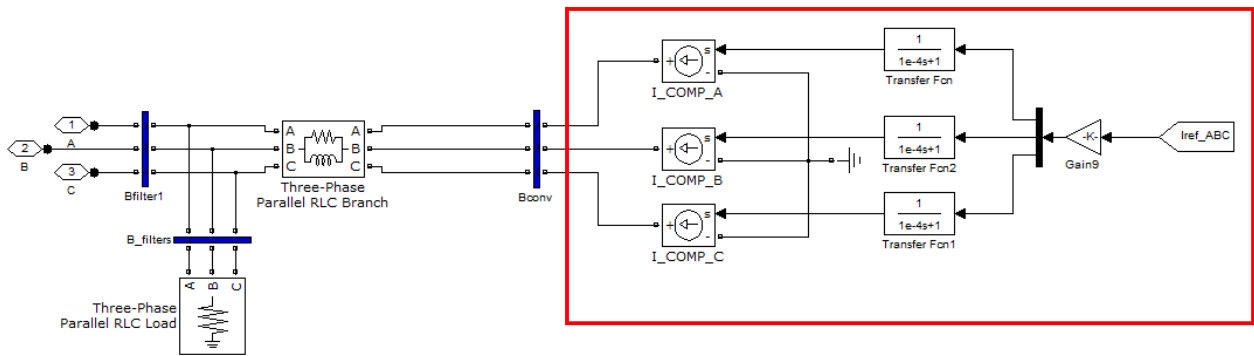 1
A
2
B
3
C
Bfilter1
B_filters
A B C
Three-Phase
Parallel RLC Load
A A
B B
C C
Three-Phase
Parallel RLC Branch
Bconv
+ s -
I_COMP_A
+ s -
I_COMP_B
+ s -
I_COMP_C
1
1e-4s+1
Transfer Fcn
1
1e-4s+1
Transfer Fcn2
1
1e-4s+1
Transfer Fcn1
-K-
Gain9
Iref_ABC